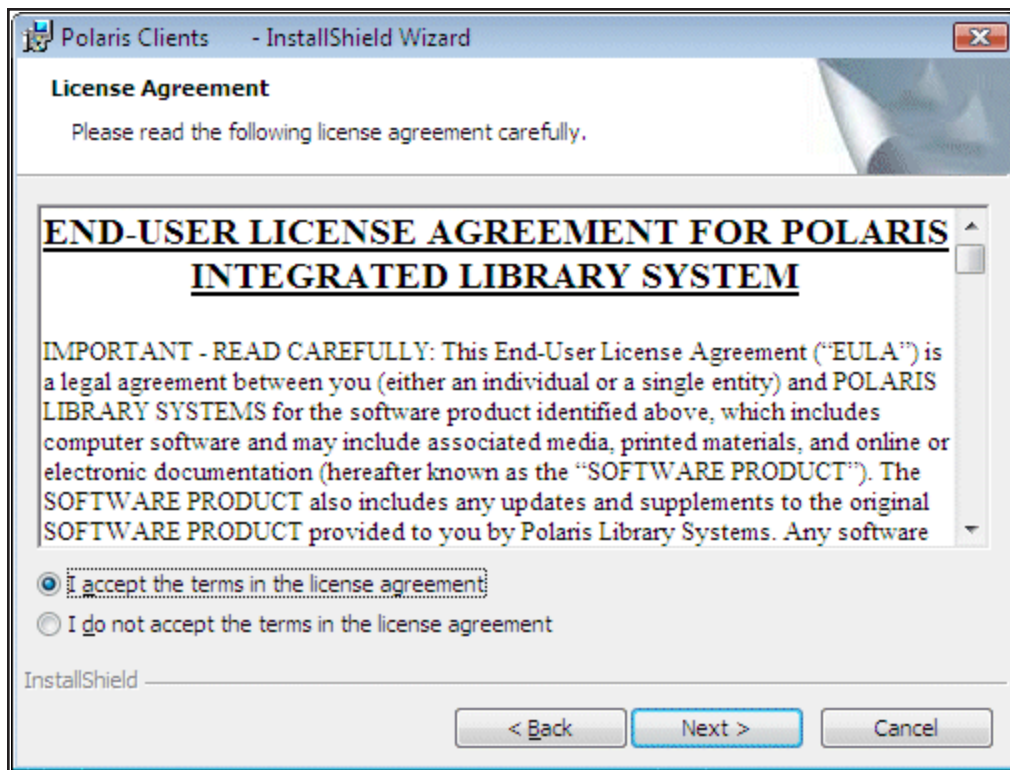 Polaris Clients - InstallShield Wizard
License Agreement
Please read the following license agreement carefully.
END-USER LICENSE AGREEMENT FOR POLARIS
INTEGRATED LIBRARY SYSTEM
IMPORTANT - READ CAREFULLY: This End-User License Agreement (“EULA”) is
a legal agreement between you (either an individual or a single entity) and POLARIS
LIBRARY SYSTEMS for the software product identified above, which includes
computer software and may include associated media, printed materials, and online or
electronic documentation (hereafter known as the “SOFTWARE PRODUCT”). The
SOFTWARE PRODUCT also includes any updates and supplements to the original
SOFTWARE PRODUCT provided to you by Polaris Library Systems. Any software
I accept the terms in the license agreement
I do not accept the terms in the license agreement
InstallShield
< Back Next > Cancel